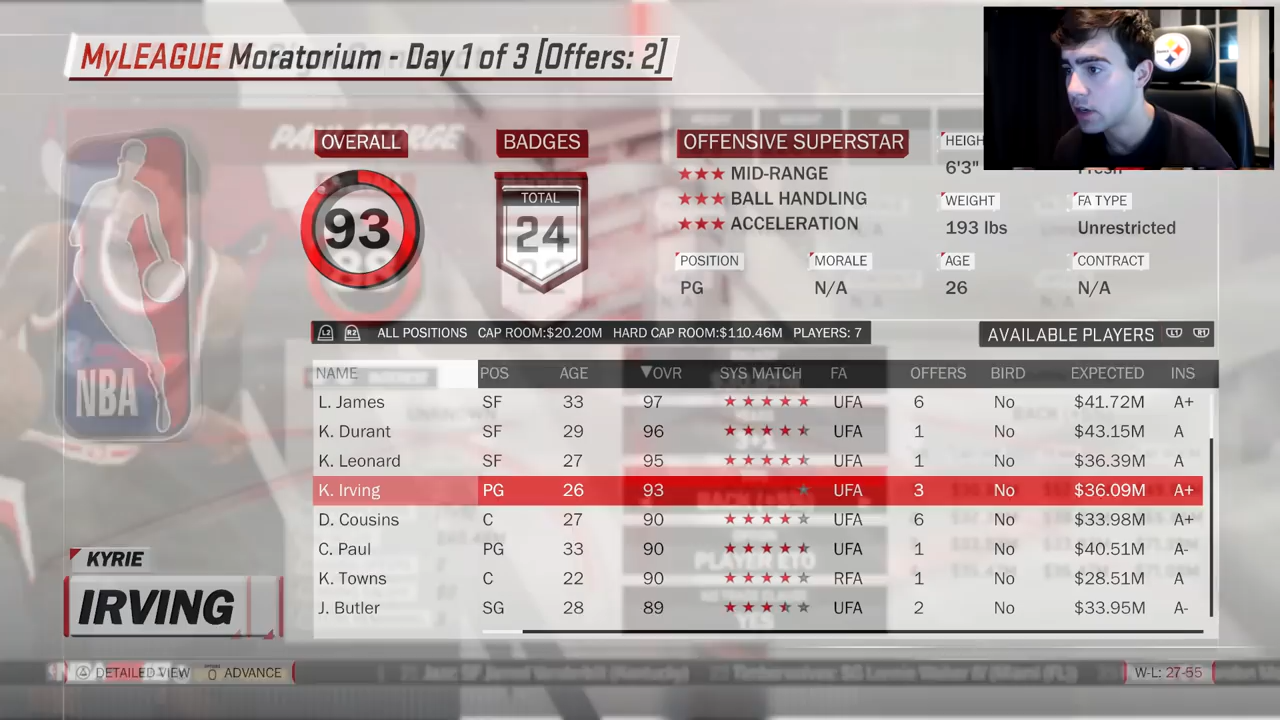 MyLEAGUE Moratorium - Day 1 of 3 [Offers: 2]
OVERALL
93
BADGES
TOTAL
24
OFFENSIVE SUPERSTAR
★★★ MID-RANGE
★★★ BALL HANDLING
★★★ ACCELERATION
POSITION
PG
MORALE
N/A
HEIGH
6'3"
WEIGHT
193 lbs
FA TYPE
Unrestricted
AGE
26
CONTRACT
N/A
L2 R2 ALL POSITIONS CAP ROOM:$20.20M HARD CAP ROOM:$110.46M PLAYERS: 7
AVAILABLE PLAYERS L1 R1
NAME POS AGE ▼OVR SYS MATCH FA OFFERS BIRD EXPECTED INS
L. James SF 33 97 UFA 6 No $41.72M A+
K. Durant SF 29 96 UFA 1 No $43.15M A
K. Leonard SF 27 95 UFA 1 No $36.39M A
K. Irving PG 26 93 UFA 3 No $36.09M A+
D. Cousins C 27 90 UFA 6 No $33.98M A+
C. Paul PG 33 90 UFA 1 No $40.51M A-
K. Towns C 22 90 RFA 1 No $28.51M A
J. Butler SG 28 89 UFA 2 No $33.95M A-
NBA
KYRIE
IRVING
DETAILED VIEW
OPTIONS ADVANCE
W-L: 27-55